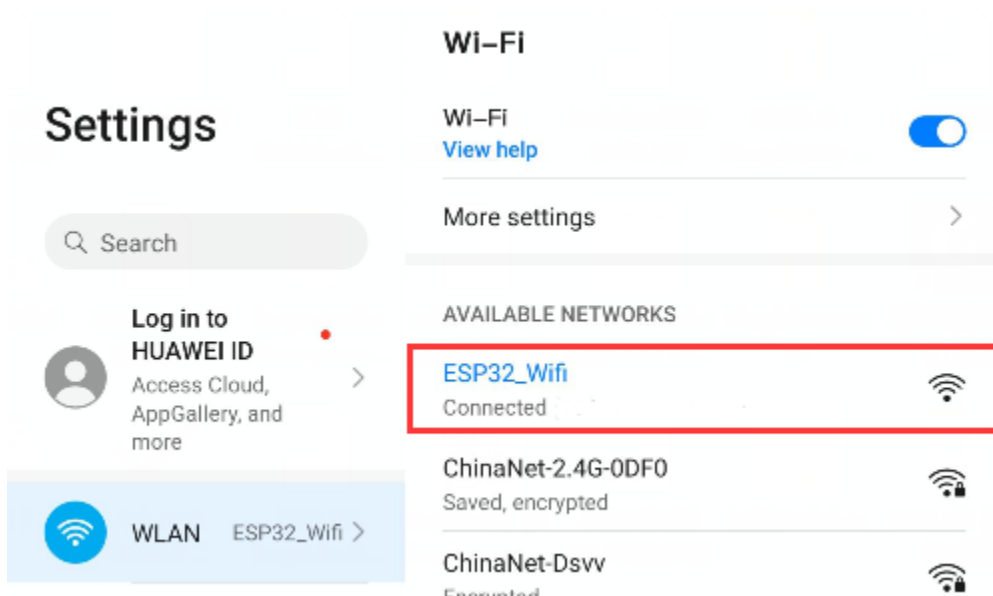 Settings
Search
Log in to
HUAWEI ID
Access Cloud,
AppGallery, and
more
WLAN ESP32_Wifi
Wi–Fi
Wi–Fi
View help
More settings
AVAILABLE NETWORKS
ESP32_Wifi
Connected
ChinaNet-2.4G-0DF0
Saved, encrypted
ChinaNet-Dsvv
Encrypted